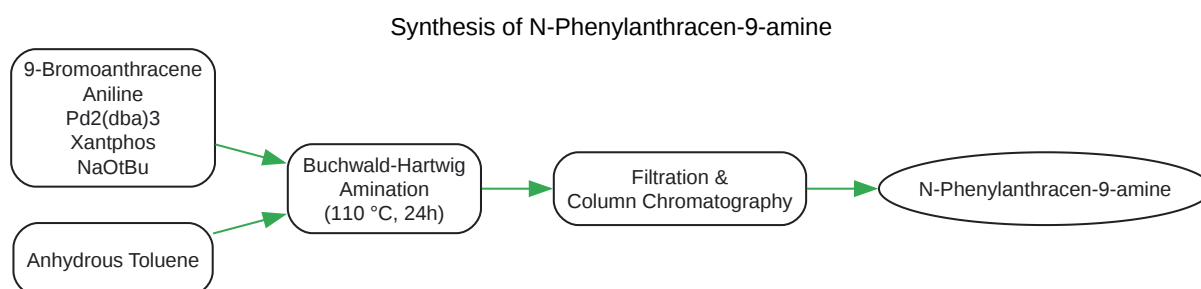 Synthesis of N-Phenylanthracen-9-amine
9-Bromoanthracene
Aniline
Pd2(dba)3
Xantphos
NaOtBu
Anhydrous Toluene
Buchwald-Hartwig
Amination
(110 °C, 24h)
Filtration &
Column Chromatography
N-Phenylanthracen-9-amine